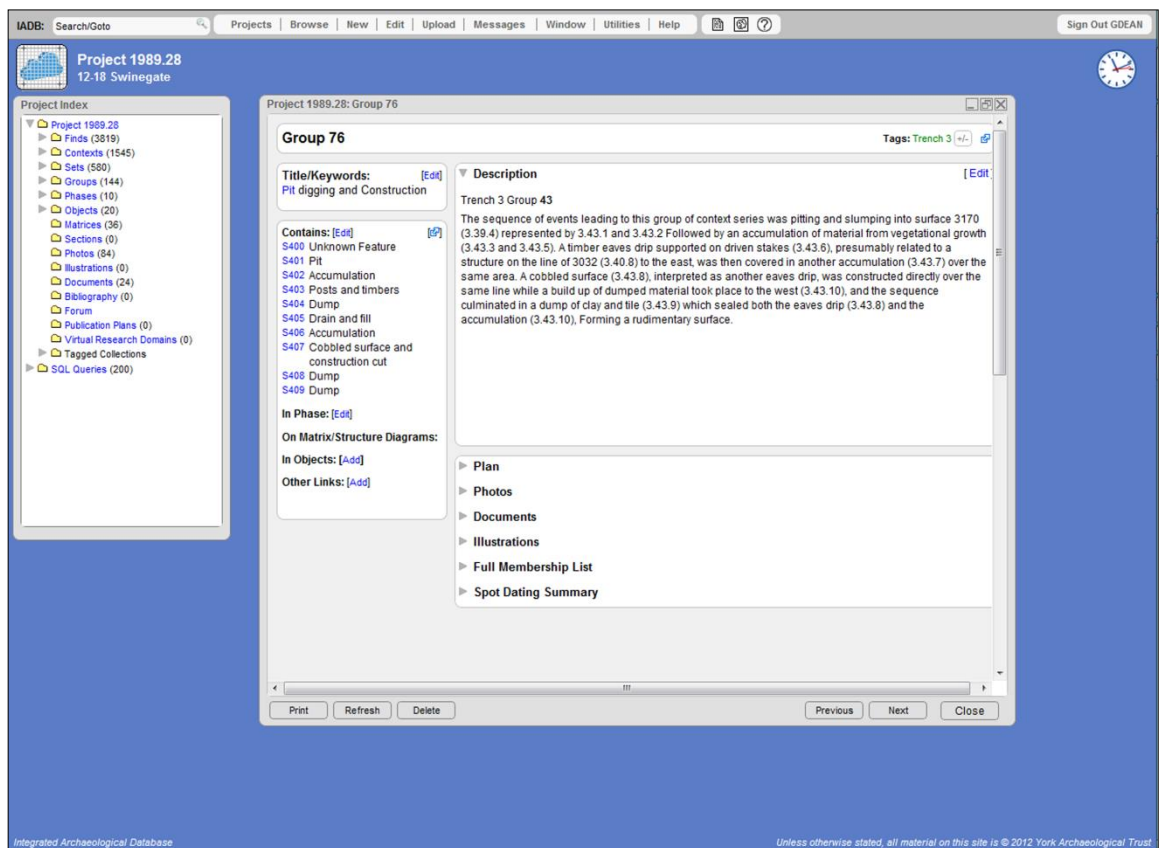 IADB: Search/Goto Projects | Browse | New | Edit | Upload | Messages | Window | Utilities | Help Sign Out GDEAN
Project 1989.28
12-18 Swinegate
Project Index
Project 1989.28
Finds (3819)
Contexts (1545)
Sets (580)
Groups (144)
Phases (10)
Objects (20)
Matrices (36)
Sections (0)
Photos (84)
Illustrations (0)
Documents (24)
Bibliography (0)
Forum
Publication Plans (0)
Virtual Research Domains (0)
Tagged Collections
SQL Queries (200)
Project 1989.28: Group 76
Group 76 Tags: Trench 3 +/-
Title/Keywords: [Edit]
Pit digging and Construction
Contains: [Edit]
S400 Unknown Feature
S401 Pit
S402 Accumulation
S403 Posts and timbers
S404 Dump
S405 Drain and fill
S406 Accumulation
S407 Cobbled surface and
construction cut
S408 Dump
S409 Dump
In Phase: [Edit]
On Matrix/Structure Diagrams:
In Objects: [Add]
Other Links: [Add]
Description [Edit]
Trench 3 Group 43
The sequence of events leading to this group of context series was pitting and slumping into surface 3170
(3.39.4) represented by 3.43.1 and 3.43.2 Followed by an accumulation of material from vegetational growth
(3.43.3 and 3.43.5). A timber eaves drip supported on driven stakes (3.43.6), presumably related to a
structure on the line of 3032 (3.40.8) to the east, was then covered in another accumulation (3.43.7) over the
same area. A cobbled surface (3.43.8), interpreted as another eaves drip, was constructed directly over the
same line while a build up of dumped material took place to the west (3.43.10), and the sequence
culminated in a dump of clay and tile (3.43.9) which sealed both the eaves drip (3.43.8) and the
accumulation (3.43.10), Forming a rudimentary surface.
Plan
Photos
Documents
Illustrations
Full Membership List
Spot Dating Summary
Print Refresh Delete Previous Next Close
Integrated Archaeological Database Unless otherwise stated, all material on this site is © 2012 York Archaeological Trust